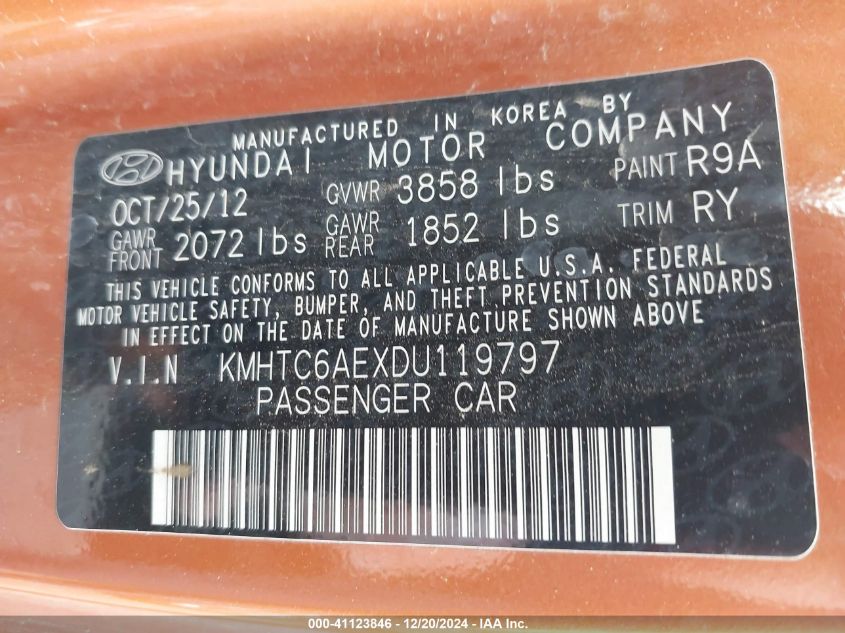 MANUFACTURED IN KOREA BY
HYUNDAI MOTOR COMPANY
OCT/25/12 GVWR 3858 lbs PAINT R9A
GAWR FRONT 2072 lbs GAWR REAR 1852 lbs TRIM RY
THIS VEHICLE CONFORMS TO ALL APPLICABLE U.S.A. FEDERAL
MOTOR VEHICLE SAFETY, BUMPER, AND THEFT PREVENTION STANDARDS
IN EFFECT ON THE DATE OF MANUFACTURE SHOWN ABOVE
V.I.N KMHTC6AEXDU119797
PASSENGER CAR
000-41123846 - 12/20/2024 - IAA Inc.